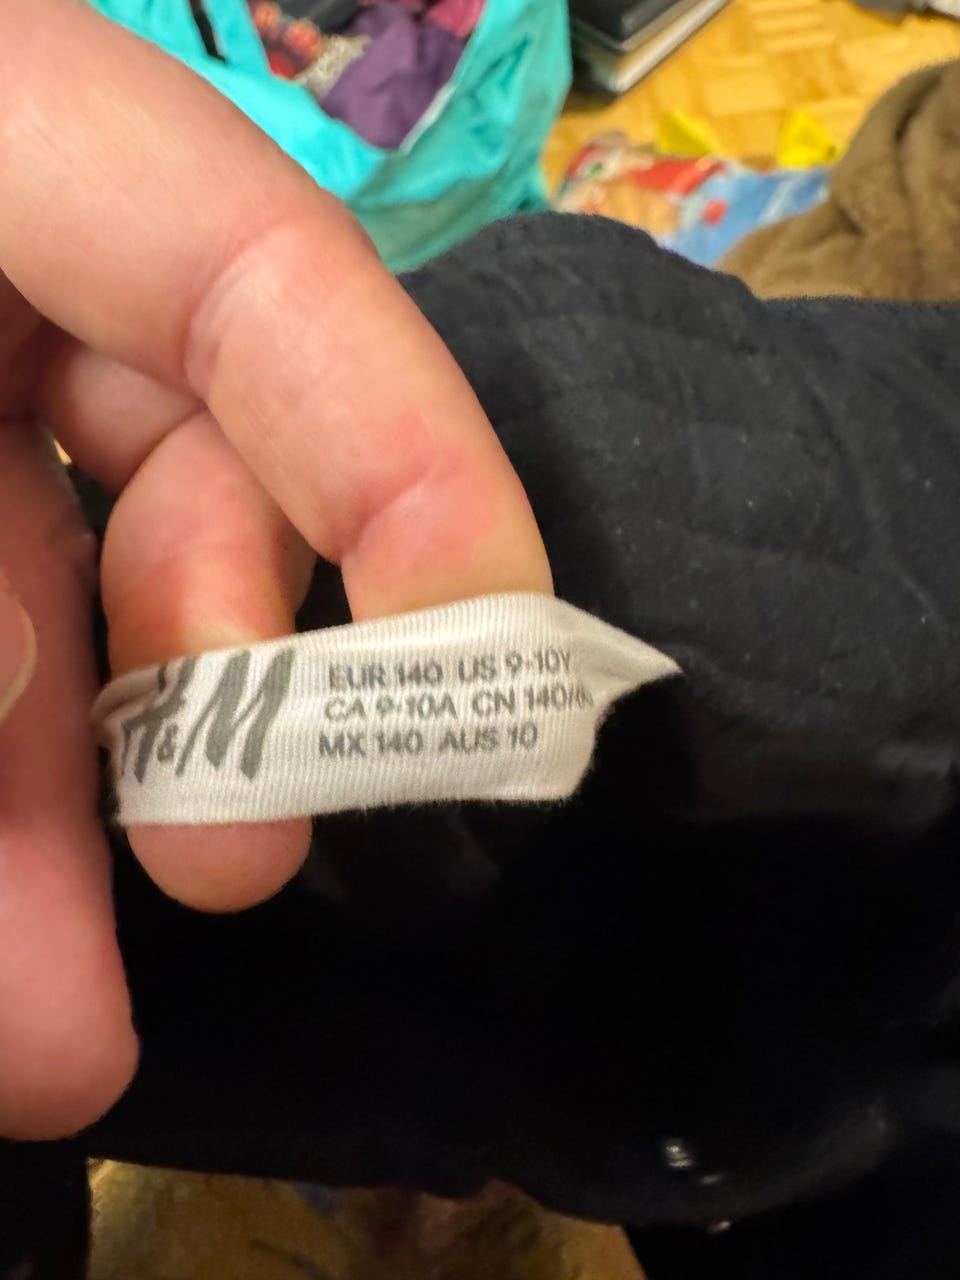 H&M
EUR 140 US 9-10Y
CA 9-10A CN
MX 140 AUS 10